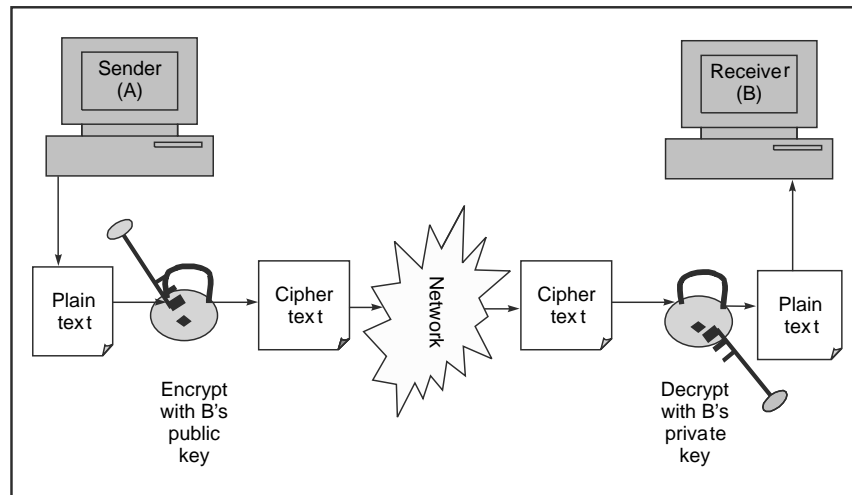 Sender
(A)
Receiver
(B)
Plain
text
Cipher
text
Network
Cipher
text
Plain
text
Encrypt
with B's
public
key
Decrypt
with B's
private
key